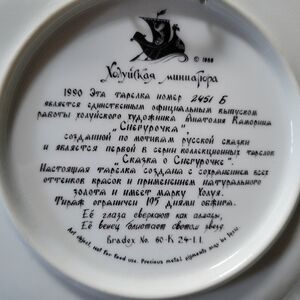 © 1990
Холуйская миниатюра
1990 Эта тарелка номер 2451 Б
является единственным официальным выпуском
работы холуйского художника Анатолия Каморина
"Снегурочка",
созданной по мотивам русской сказки
и является первой в серии коллекционных тарелок
"Сказка о Снегурочке".
Настоящая тарелка создана с сохранением всех
оттенков красок и применением натурального
золота и имеет марку Холуя.
Тираж ограничен 195 днями обжига.
Её глаза сверкают как алмазы,
Её венец блистает светом звезд
Bradex No. 60-K 24-1.1
Art object, not for food use. Precious metal pigments may be toxic